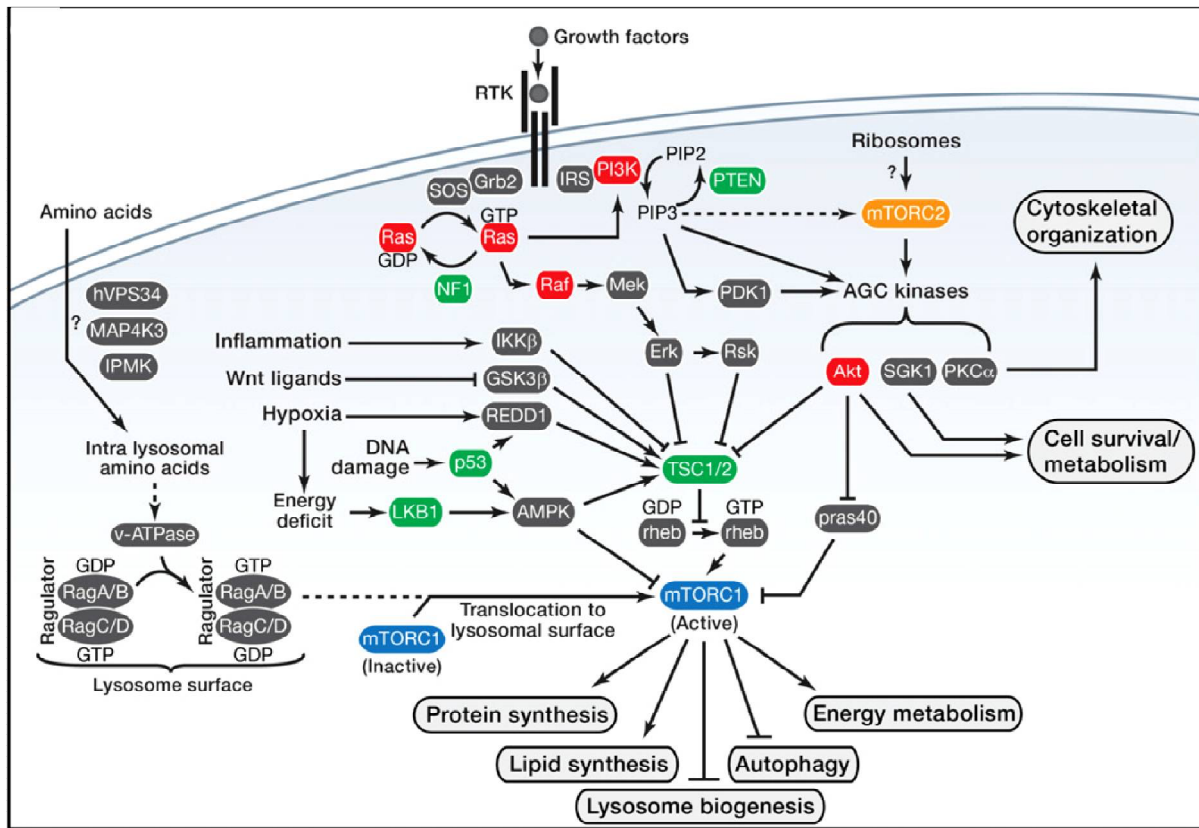 Growth factors
RTK
Ribosomes
?
PIP2
PI3K
IRS
PTEN
Grb2
SOS
Amino acids
GTP
PIP3
mTORC2
Cytoskeletal
organization
Ras
Ras
GDP
NF1
Raf
Mek
PDK1
AGC kinases
hVPS34
?
MAP4K3
IPMK
Inflammation
IKKβ
Erk
Rsk
Akt
SGK1
PKCα
Wnt ligands
GSK3β
Hypoxia
REDD1
DNA
damage
p53
TSC1/2
Cell survival/
metabolism
Intra lysosomal
amino acids
Energy
deficit
LKB1
AMPK
GDP
rheb
GTP
rheb
pras40
v-ATPase
Ragulator
GDP
RagA/B
RagC/D
GTP
Ragulator
GTP
RagA/B
RagC/D
GDP
Lysosome surface
Translocation to
lysosomal surface
mTORC1
(Inactive)
mTORC1
(Active)
Protein synthesis
Energy metabolism
Lipid synthesis
Autophagy
Lysosome biogenesis